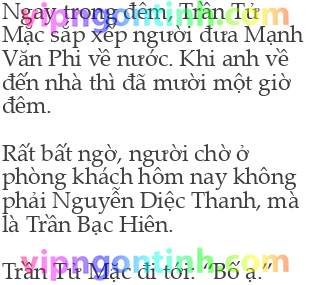 Ngay trong đêm, Trần Tử
Mặc sắp xếp người đưa Mạnh
Văn Phi về nước. Khi anh về
đến nhà thì đã mười một giờ
đêm.
Rất bất ngờ, người chờ ở
phòng khách hôm nay không
phải Nguyễn Diệc Thanh, mà
là Trần Bạc Hiên.
vipngontinh.com
Trần Tử Mặc đi tới: “Bố ạ.”